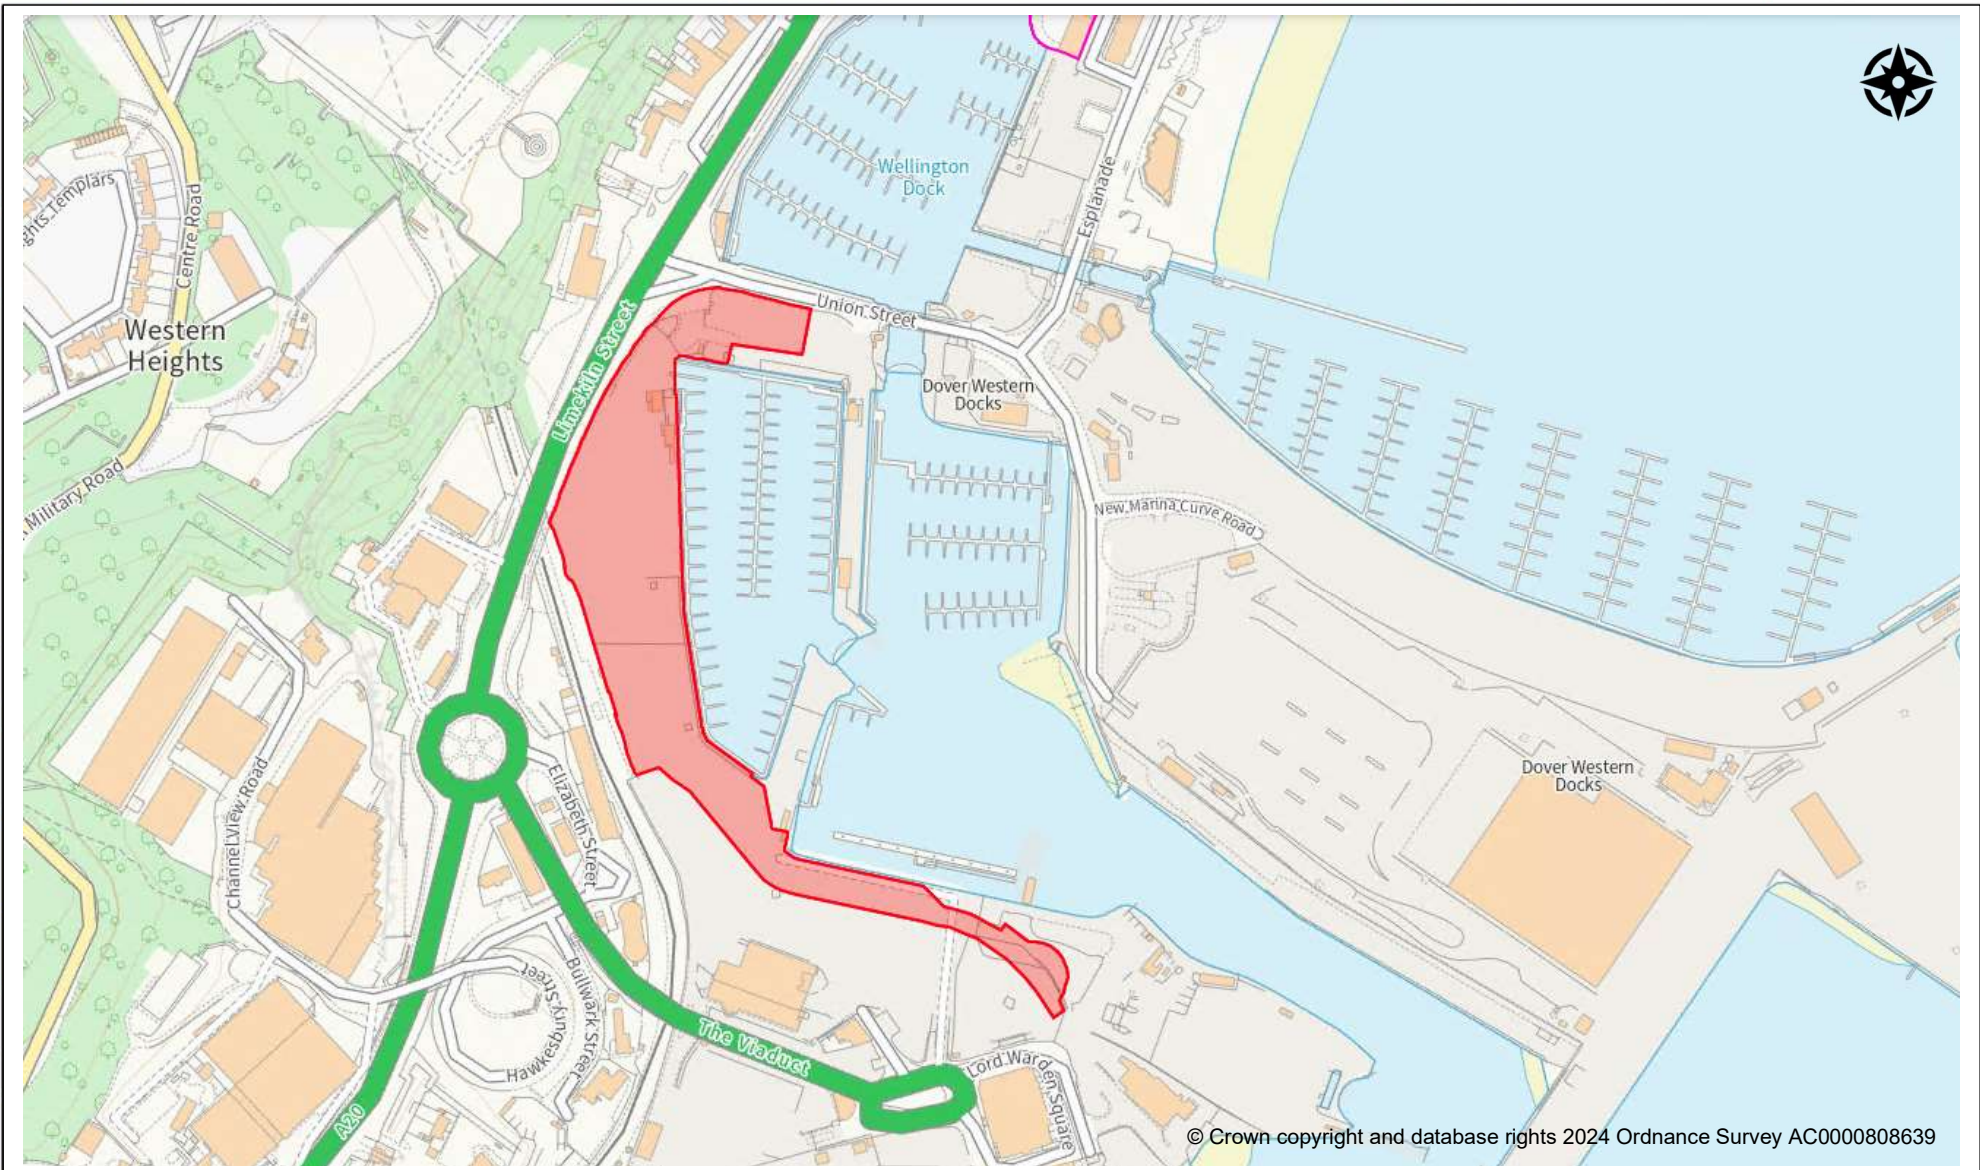 Wellington
Dock
Esplanade
ghts Templars
Centre Road
Western
Heights
Military Road
Limekiln Street
Union Street
Dover Western
Docks
New Marina Curve Road
Dover Western
Docks
Channel View Road
Elizabeth Street
Bullwark Street
Hawkesbury Street
The Viaduct
Lord Warden Square
A20
© Crown copyright and database rights 2024 Ordnance Survey AC0000808639